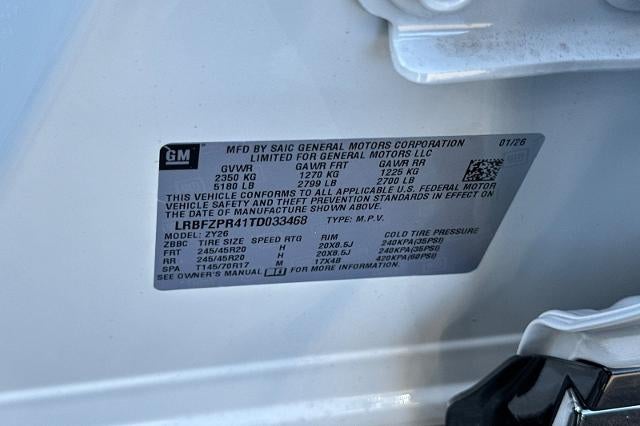 GM
MFD BY SAIC GENERAL MOTORS CORPORATION 01/26
LIMITED FOR GENERAL MOTORS LLC
GVWR GAWR FRT GAWR RR
2350 KG 1270 KG 1225 KG
5180 LB 2799 LB 2700 LB
THIS VEHICLE CONFORMS TO ALL APPLICABLE U.S. FEDERAL MOTOR
VEHICLE SAFETY AND THEFT PREVENTION STANDARDS IN EFFECT ON
THE DATE OF MANUFACTURE SHOWN ABOVE.
LRBFZPR41TD033468 TYPE: M.P.V.
MODEL: ZY26
ZBBC TIRE SIZE SPEED RTG RIM COLD TIRE PRESSURE
FRT 245/45R20 H 20X8.5J 240KPA(35PSI)
RR 245/45R20 H 20X8.5J 240KPA(35PSI)
SPA T145/70R17 M 17X4B 420KPA(60PSI)
SEE OWNER'S MANUAL